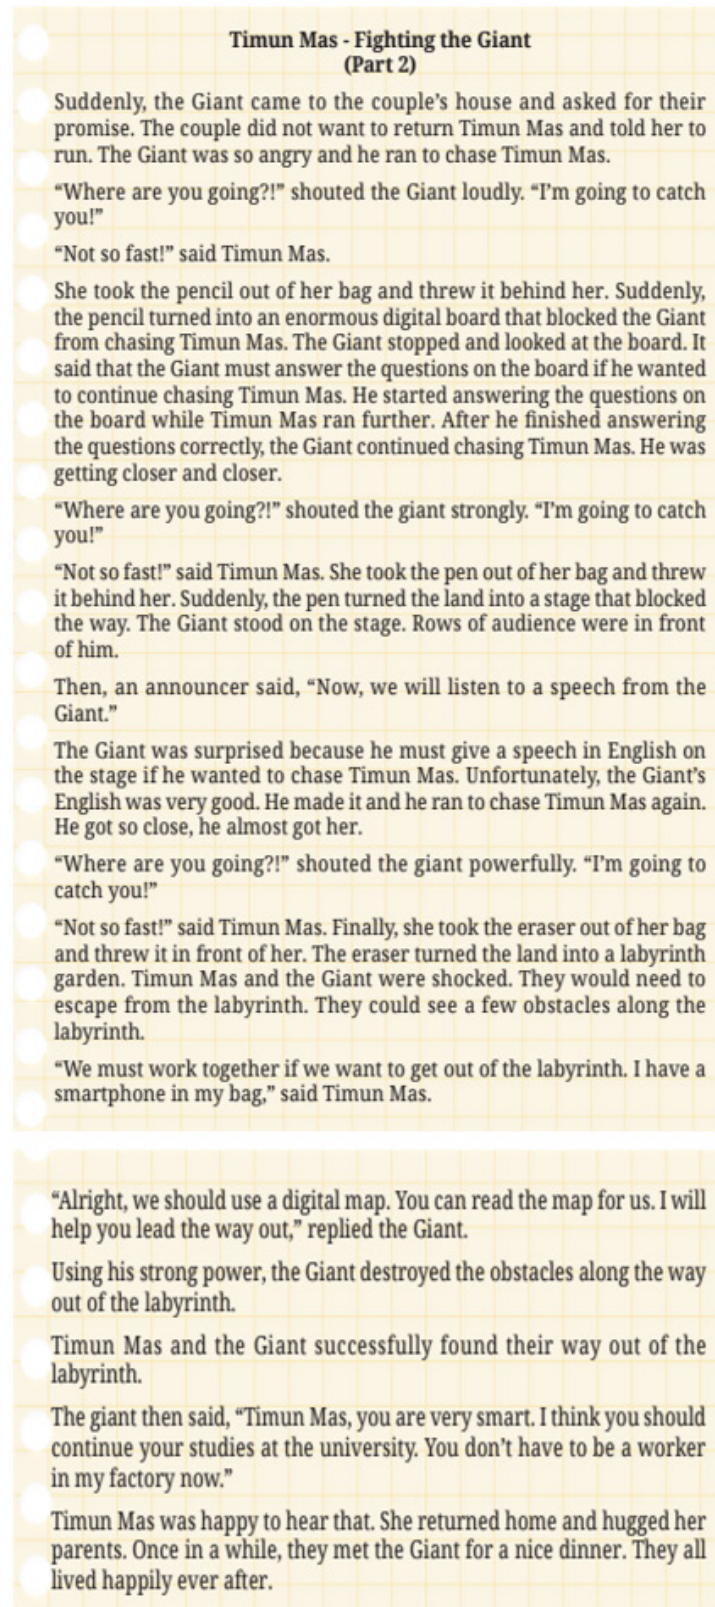 Timun Mas - Fighting the Giant
(Part 2)
Suddenly, the Giant came to the couple's house and asked for their
promise. The couple did not want to return Timun Mas and told her to
run. The Giant was so angry and he ran to chase Timun Mas.
“Where are you going?!” shouted the Giant loudly. “I'm going to catch
you!”
“Not so fast!” said Timun Mas.
She took the pencil out of her bag and threw it behind her. Suddenly,
the pencil turned into an enormous digital board that blocked the Giant
from chasing Timun Mas. The Giant stopped and looked at the board. It
said that the Giant must answer the questions on the board if he wanted
to continue chasing Timun Mas. He started answering the questions on
the board while Timun Mas ran further. After he finished answering
the questions correctly, the Giant continued chasing Timun Mas. He was
getting closer and closer.
“Where are you going?!” shouted the giant strongly. “I'm going to catch
you!”
“Not so fast!” said Timun Mas. She took the pen out of her bag and threw
it behind her. Suddenly, the pen turned the land into a stage that blocked
the way. The Giant stood on the stage. Rows of audience were in front
of him.
Then, an announcer said, “Now, we will listen to a speech from the
Giant.”
The Giant was surprised because he must give a speech in English on
the stage if he wanted to chase Timun Mas. Unfortunately, the Giant's
English was very good. He made it and he ran to chase Timun Mas again.
He got so close, he almost got her.
“Where are you going?!” shouted the giant powerfully. “I'm going to
catch you!”
“Not so fast!” said Timun Mas. Finally, she took the eraser out of her bag
and threw it in front of her. The eraser turned the land into a labyrinth
garden. Timun Mas and the Giant were shocked. They would need to
escape from the labyrinth. They could see a few obstacles along the
labyrinth.
“We must work together if we want to get out of the labyrinth. I have a
smartphone in my bag,” said Timun Mas.
“Alright, we should use a digital map. You can read the map for us. I will
help you lead the way out,” replied the Giant.
Using his strong power, the Giant destroyed the obstacles along the way
out of the labyrinth.
Timun Mas and the Giant successfully found their way out of the
labyrinth.
The giant then said, “Timun Mas, you are very smart. I think you should
continue your studies at the university. You don't have to be a worker
in my factory now.”
Timun Mas was happy to hear that. She returned home and hugged her
parents. Once in a while, they met the Giant for a nice dinner. They all
lived happily ever after.